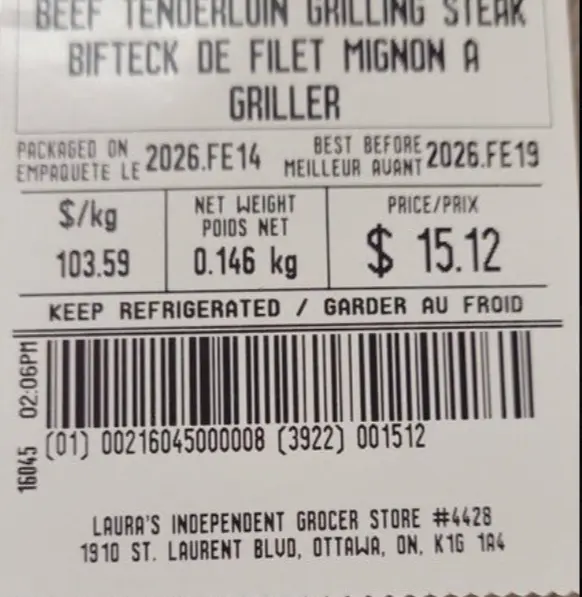 BEEF TENDERLOIN GRILLING STEAK
BIFTECK DE FILET MIGNON A
GRILLER
PACKAGED ON
EMPAQUETE LE 2026.FE14
BEST BEFORE
MEILLEUR AVANT 2026.FE19
$/kg
103.59
NET WEIGHT
POIDS NET
0.146 kg
PRICE/PRIX
$ 15.12
KEEP REFRIGERATED / GARDER AU FROID
16045 02:06PM
(01) 00216045000008 (3922) 001512
LAURA'S INDEPENDENT GROCER STORE #4428
1910 ST. LAURENT BLVD, OTTAWA, ON, K1G 1A4